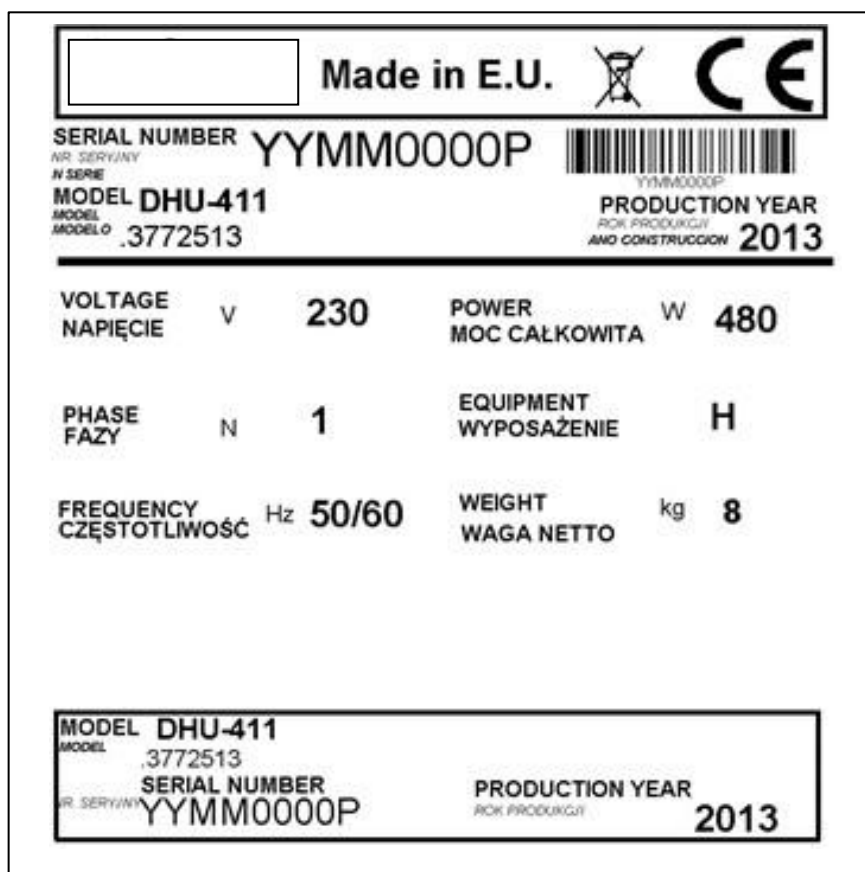 Made in E.U.
CE
SERIAL NUMBER YYMM0000P
NR. SERYJNY
N SERIE
YYMM0000P
MODEL DHU-411
MODEL
MODELO .3772513
PRODUCTION YEAR
ROK PRODUKCJI
ANO CONSTRUCCION 2013
VOLTAGE V 230
NAPIĘCIE
POWER W 480
MOC CAŁKOWITA
PHASE N 1
FAZY
EQUIPMENT H
WYPOSAŻENIE
FREQUENCY Hz 50/60
CZĘSTOTLIWOŚĆ
WEIGHT kg 8
WAGA NETTO
MODEL DHU-411
MODEL
.3772513
SERIAL NUMBER
NR. SERYJNY YYMM0000P
PRODUCTION YEAR
ROK PRODUKCJI
2013